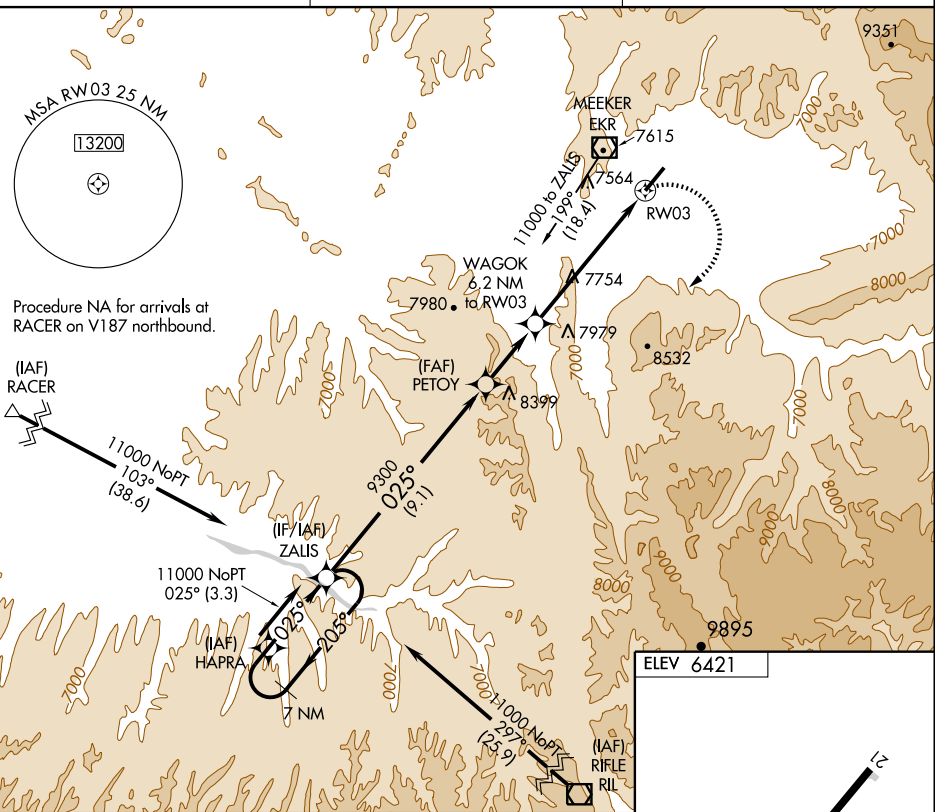 MSA RW03 25 NM
13200
Procedure NA for arrivals at
RACER on V187 northbound.
(IAF)
RACER
11000 NoPT
103°
(38.6)
9351
7000
MEEKER
EKR
7615
7564
11000 to ZALIS
199°
(18.4)
RW03
7000
8000
WAGOK
6.2 NM
to RW03
7754
7980
7979
7000
8532
(FAF)
PETOY
8399
7000
7000
9300
025°
(9.1)
8000
9000
(IF/IAF)
ZALIS
11000 NoPT
025° (3.3)
025°
205°
(IAF)
HAPRA
7 NM
7000
7000
7000
9000
8000
9895
11000 NoPT
297°
(25.9)
(IAF)
RIFLE
RIL
ELEV 6421
21